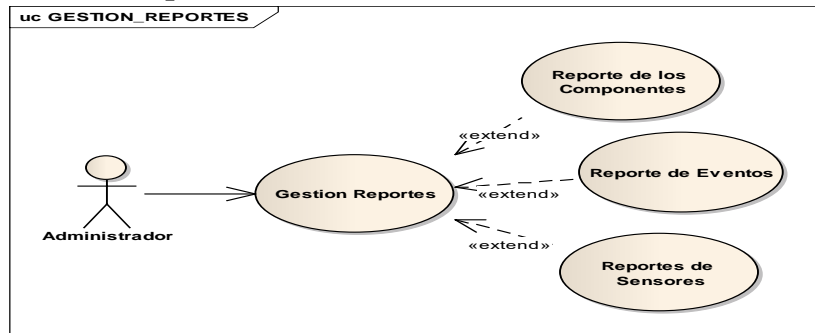 uc GESTION_REPORTES
Reporte de los
Componentes
«extend»
Gestion Reportes
Reporte de Eventos
«extend»
Administrador
«extend»
Reportes de
Sensores